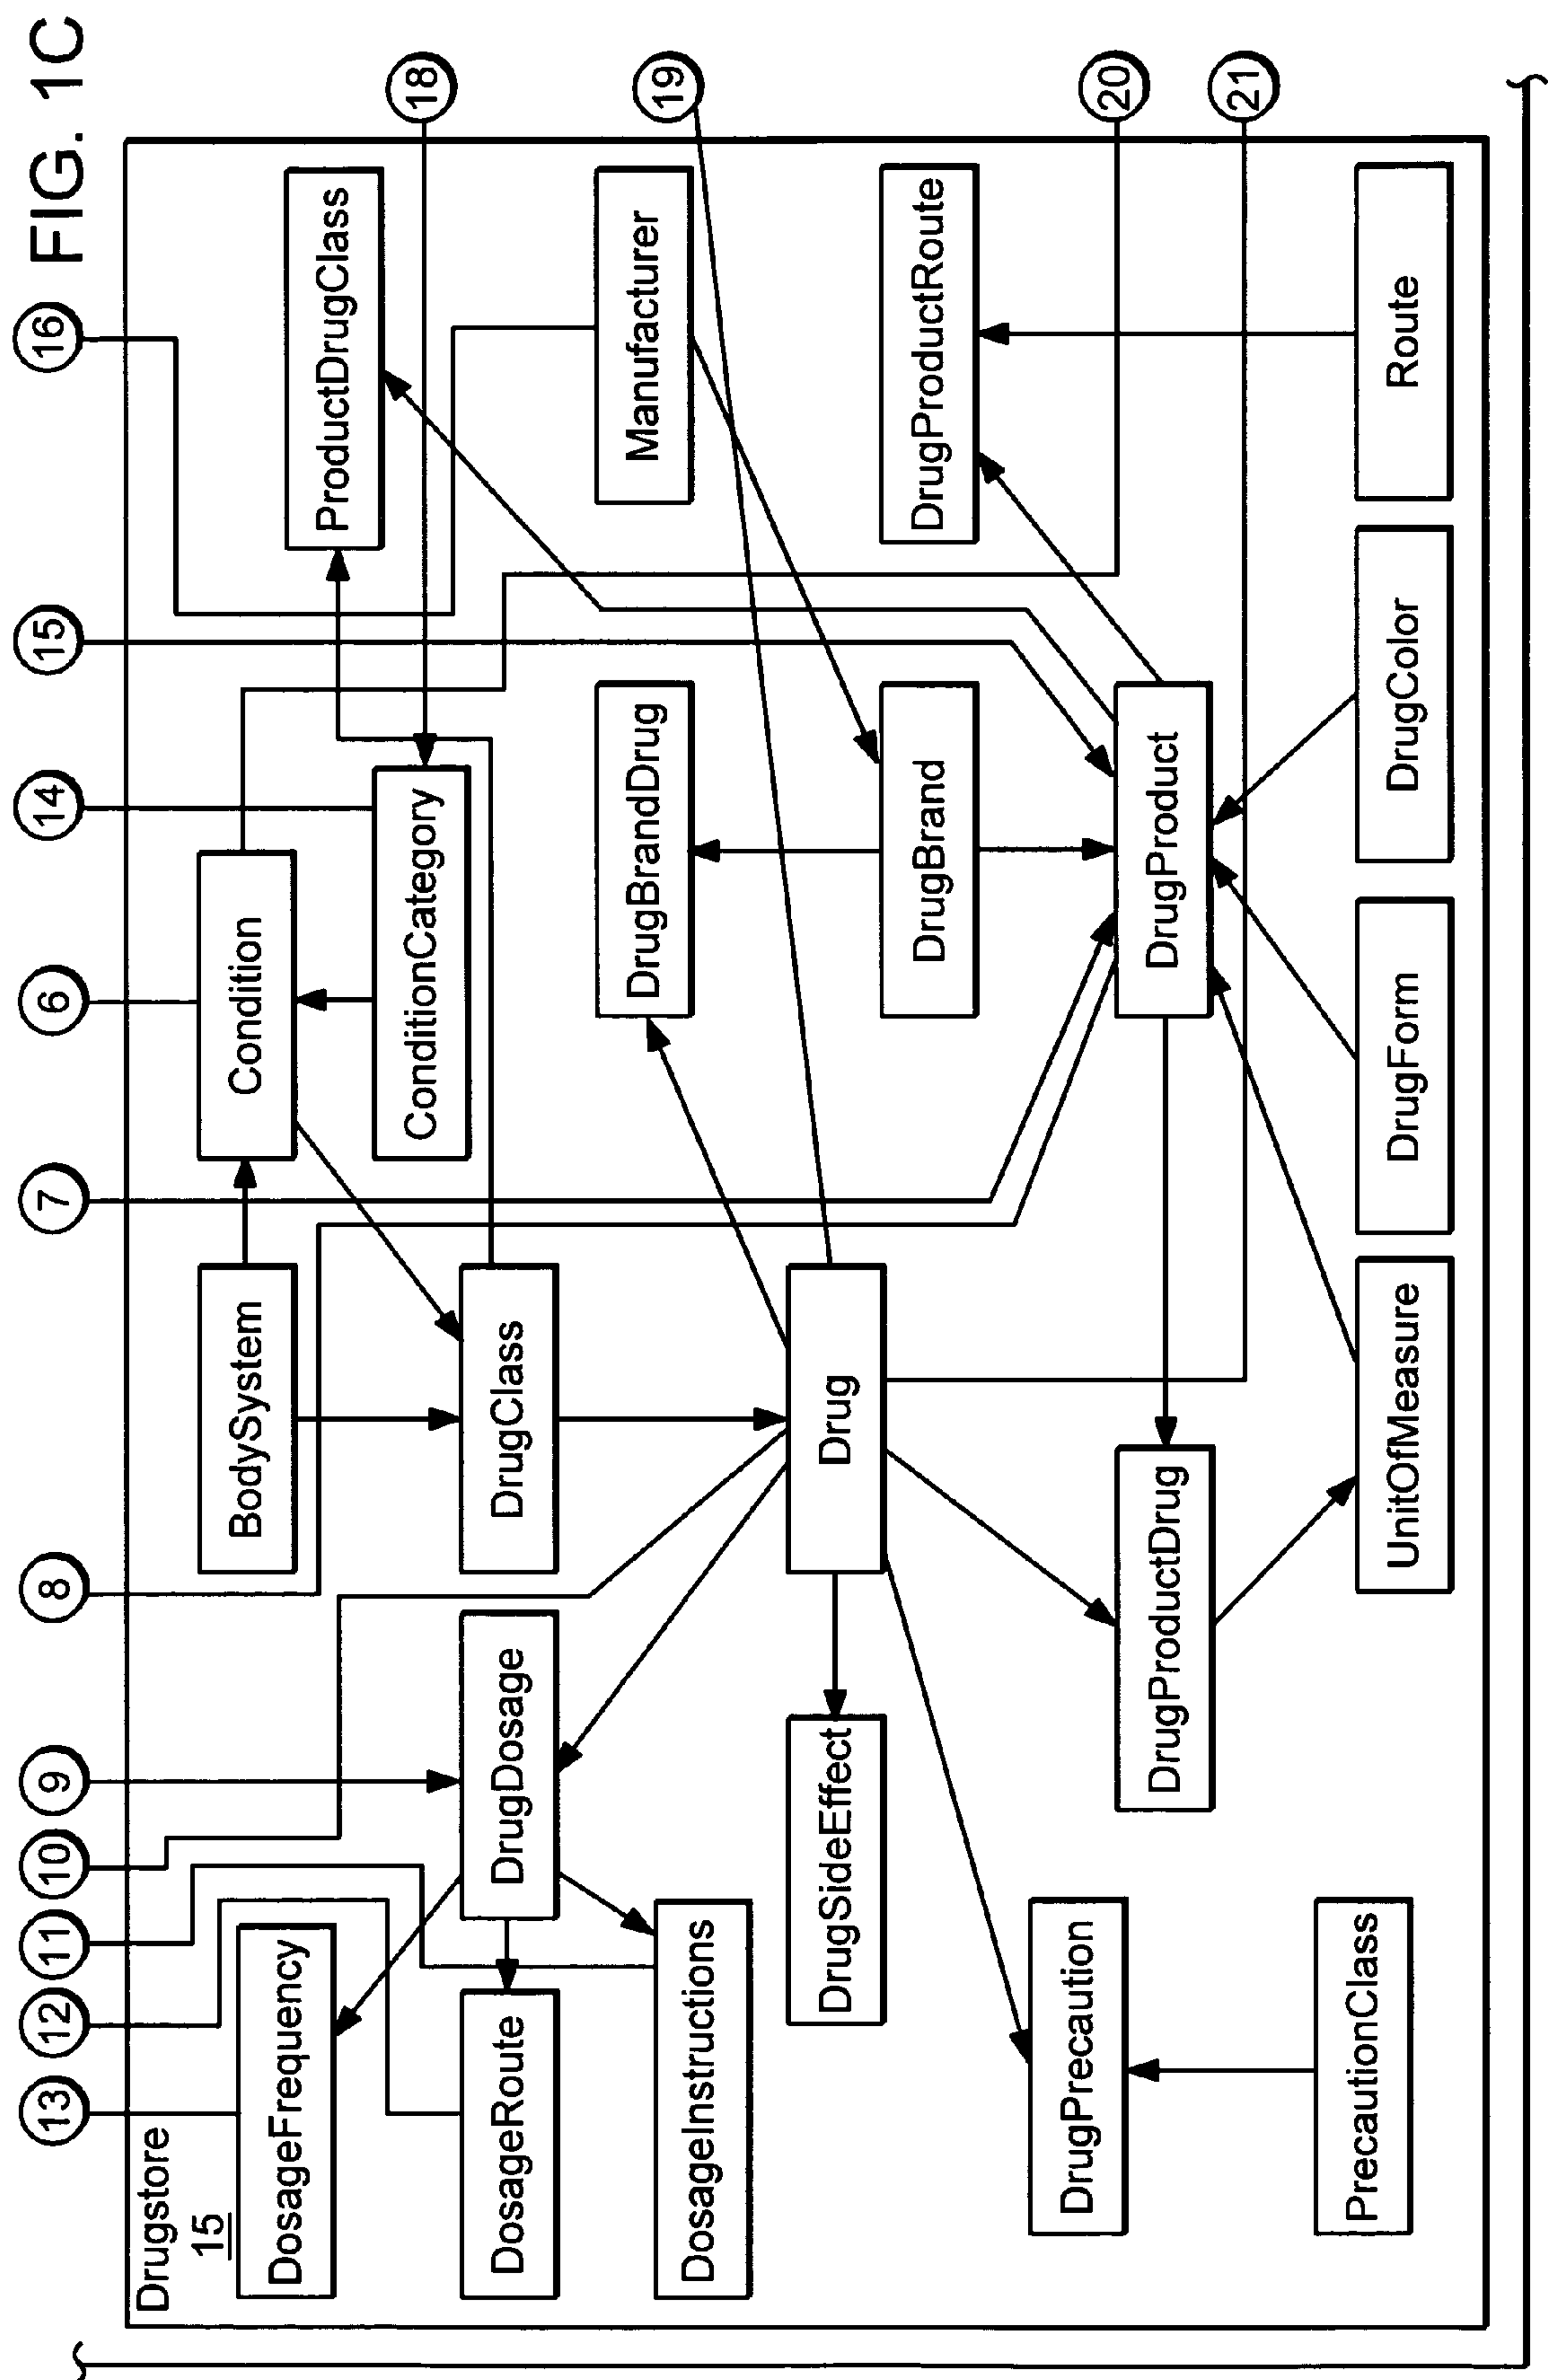 FIG. 1C
13
12
11
10
9
8
7
6
14
15
16
18
19
20
21
Drugstore
15
DosageFrequency
BodySystem
Condition
ProductDrugClass
ConditionCategory
DosageRoute
DrugDosage
DrugClass
DosageInstructions
DrugBrandDrug
Manufacturer
DrugSideEffect
Drug
DrugBrand
DrugProductRoute
DrugPrecaution
DrugProductDrug
DrugProduct
PrecautionClass
UnitOfMeasure
DrugForm
DrugColor
Route